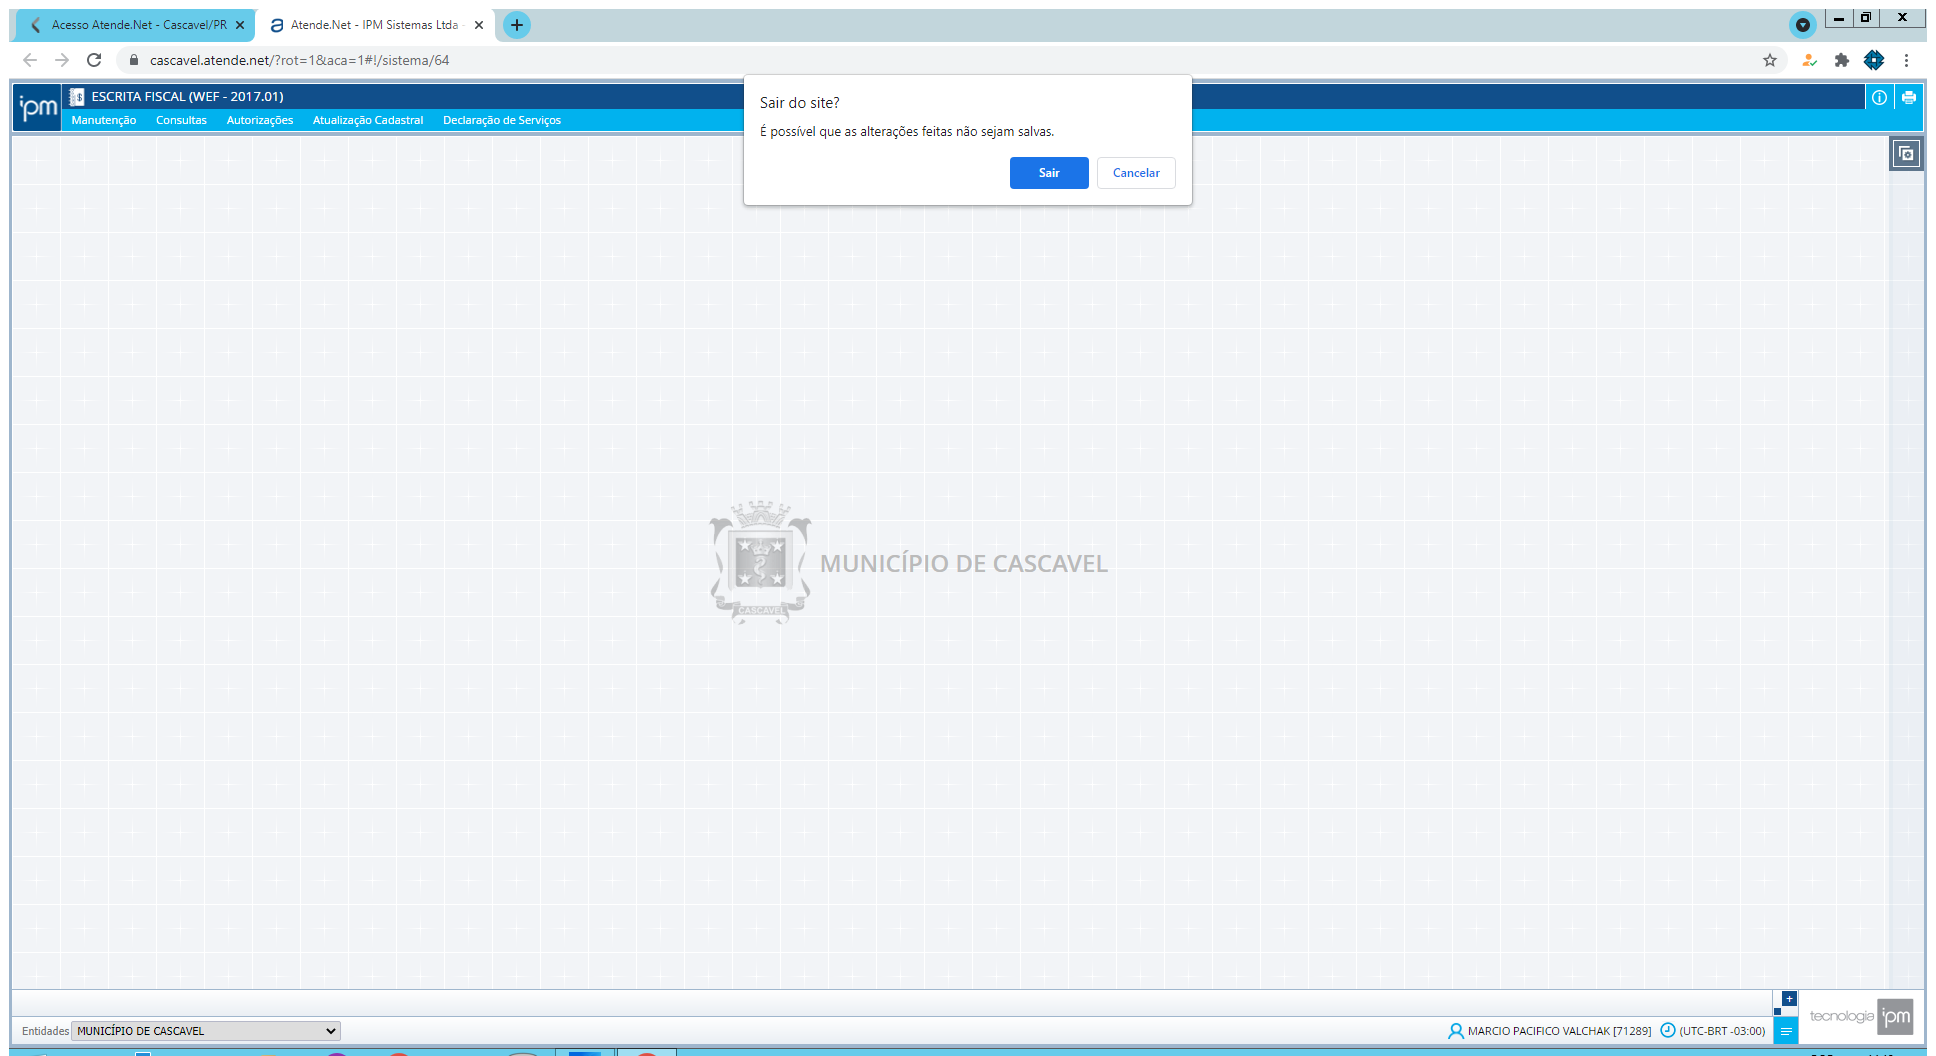 Acesso Atende.Net - Cascavel/PR
Atende.Net - IPM Sistemas Ltda -
cascavel.atende.net/?rot=1&aca=1#!/sistema/64
ipm
ESCRITA FISCAL (WEF - 2017.01)
Manutenção Consultas Autorizações Atualização Cadastral Declaração de Serviços
Sair do site?
É possível que as alterações feitas não sejam salvas.
Sair Cancelar
MUNICÍPIO DE CASCAVEL
CASCAVEL
Entidades MUNICÍPIO DE CASCAVEL
MARCIO PACIFICO VALCHAK [71289] (UTC-BRT -03:00)
tecnologia ipm